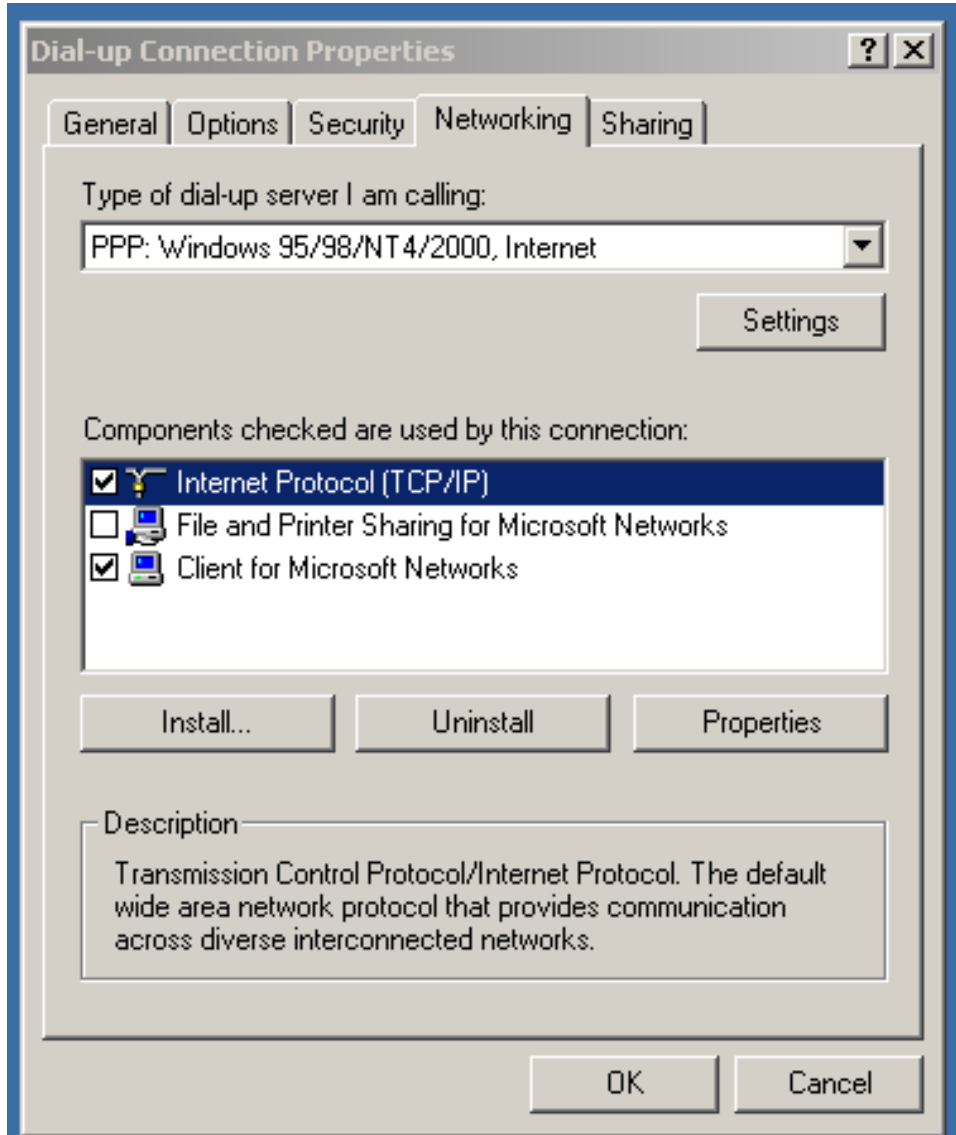 Dial-up Connection Properties
General Options Security Networking Sharing
Type of dial-up server I am calling:
PPP: Windows 95/98/NT4/2000, Internet
Settings
Components checked are used by this connection:
Internet Protocol (TCP/IP)
File and Printer Sharing for Microsoft Networks
Client for Microsoft Networks
Install... Uninstall Properties
Description
Transmission Control Protocol/Internet Protocol. The default
wide area network protocol that provides communication
across diverse interconnected networks.
OK Cancel